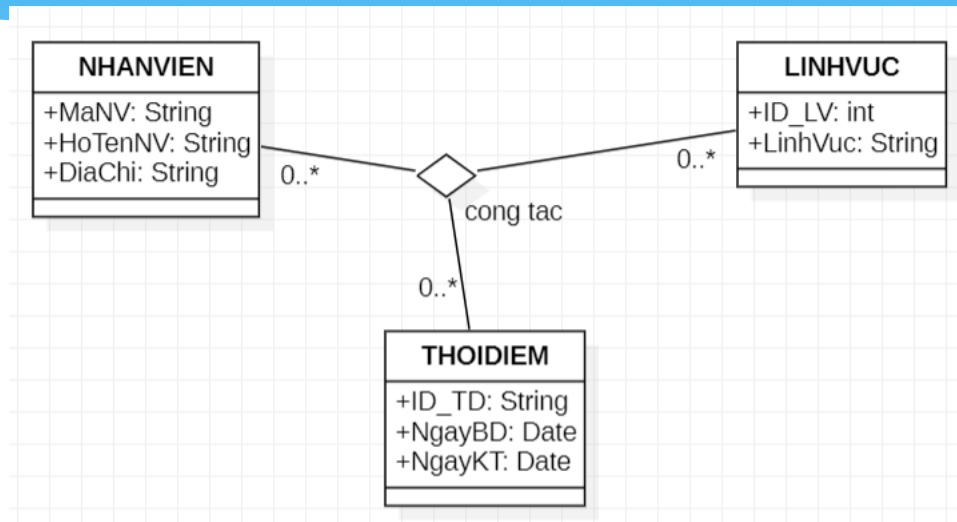 NHANVIEN
+MaNV: String
+HoTenNV: String
+DiaChi: String
0..*
LINHVUC
+ID_LV: int
+LinhVuc: String
0..*
cong tac
0..*
THOIDIEM
+ID_TD: String
+NgayBD: Date
+NgayKT: Date